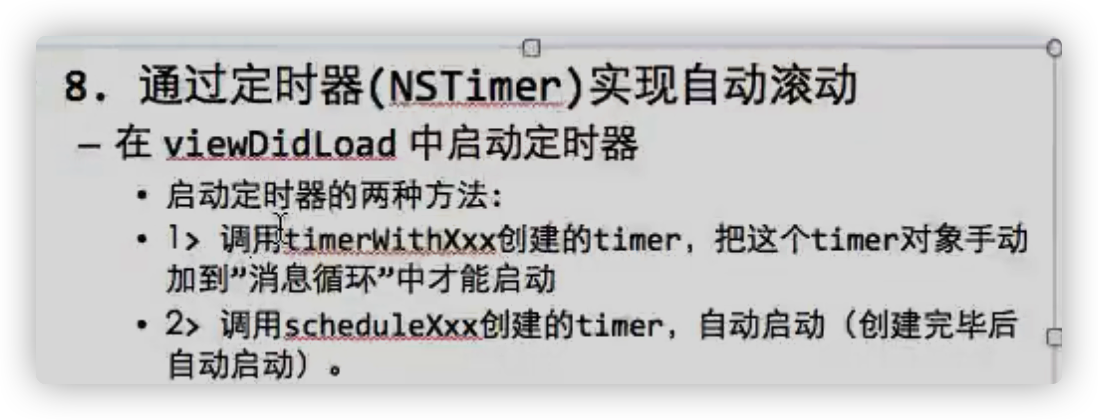 8. 通过定时器(NSTimer)实现自动滚动
– 在 viewDidLoad 中启动定时器
• 启动定时器的两种方法:
• 1> 调用timerWithXxx创建的timer，把这个timer对象手动
加到”消息循环”中才能启动
• 2> 调用scheduleXxx创建的timer，自动启动（创建完毕后
自动启动）。